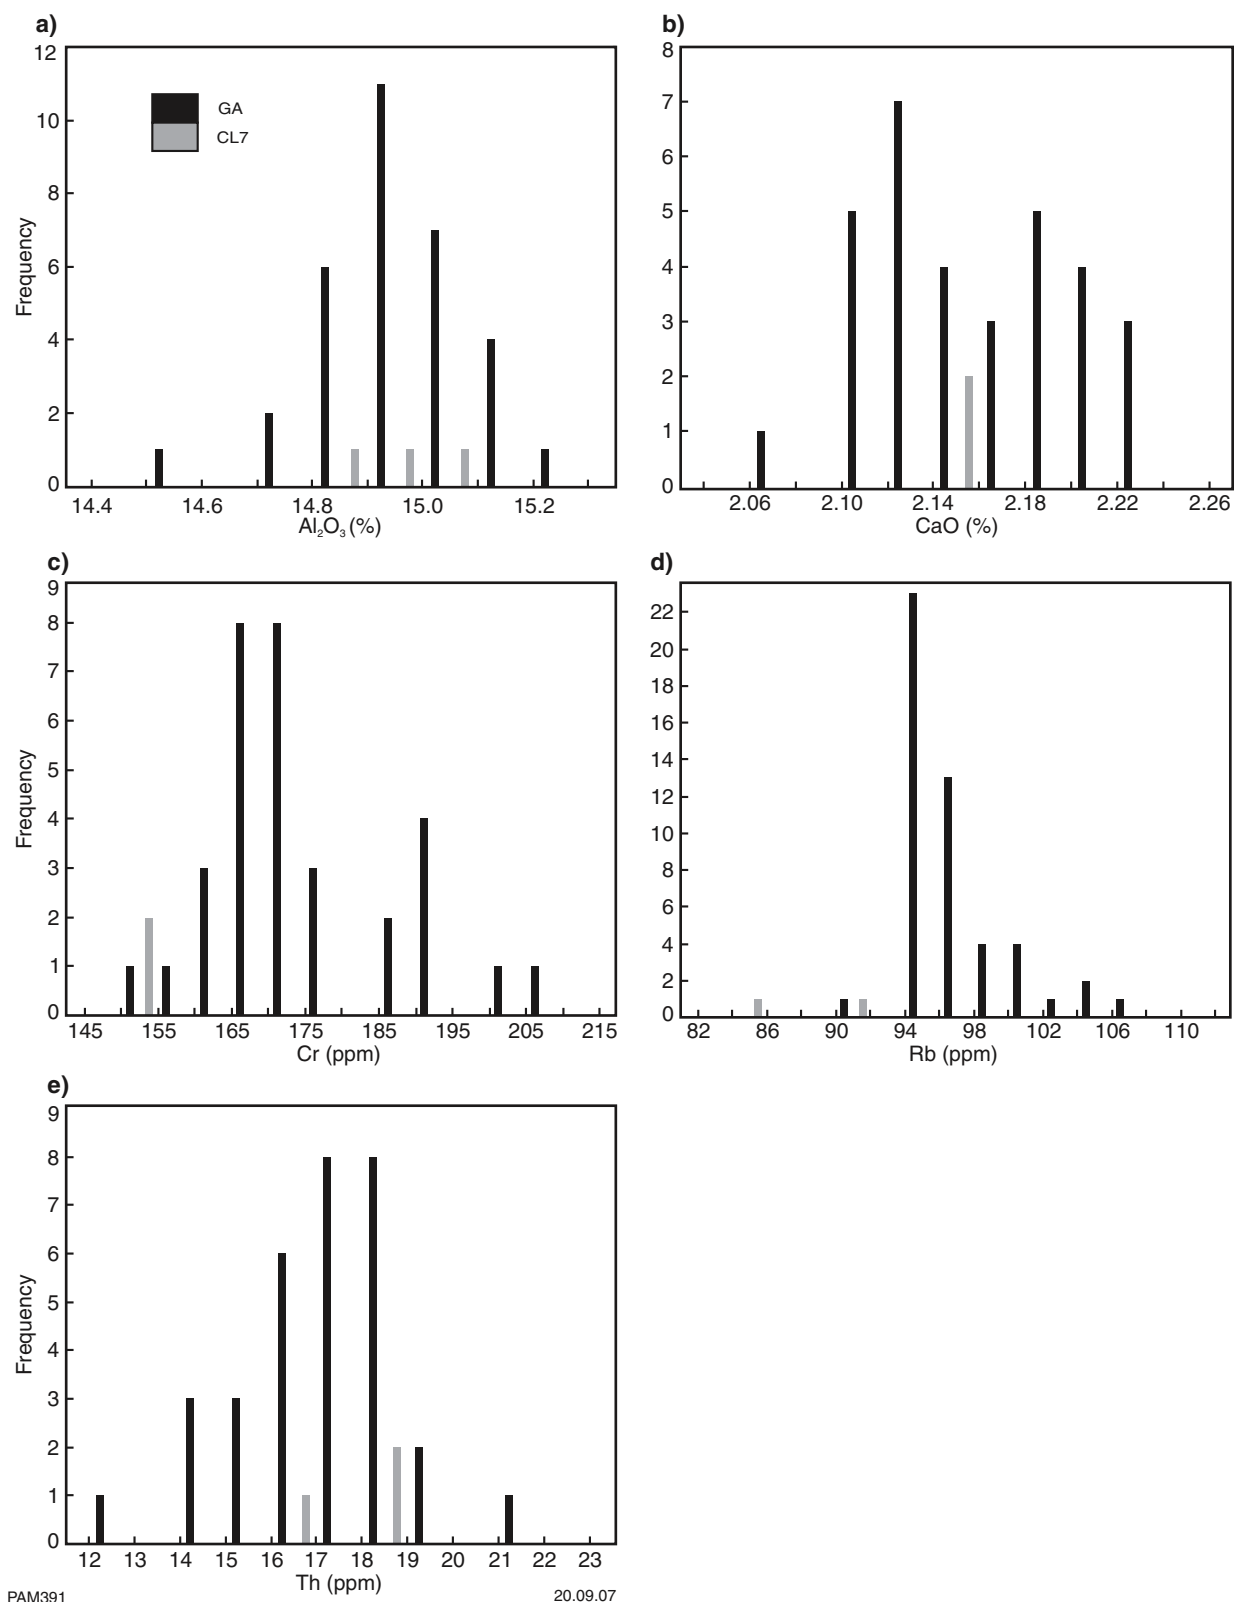 a)
12
10
8
6
4
2
0
Frequency
GA
CL7
14.4 14.6 14.8 15.0 15.2
Al₂O₃ (%)
b)
8
7
6
5
4
3
2
1
0
2.06 2.10 2.14 2.18 2.22 2.26
CaO (%)
c)
9
8
7
6
5
4
3
2
1
0
Frequency
145 155 165 175 185 195 205 215
Cr (ppm)
d)
22
20
18
16
14
12
10
8
6
4
2
0
82 86 90 94 98 102 106 110
Rb (ppm)
e)
9
8
7
6
5
4
3
2
1
0
Frequency
12 13 14 15 16 17 18 19 20 21 22 23
Th (ppm)
PAM391 20.09.07